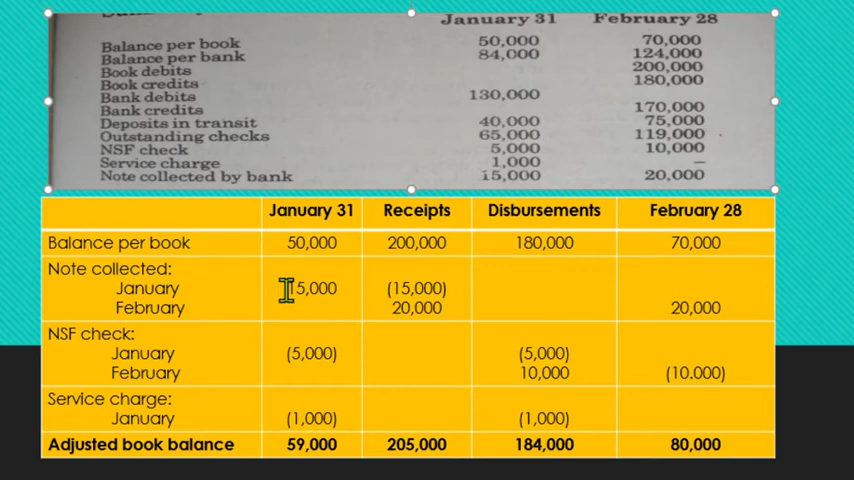 January 31 February 28
Balance per book 50,000 70,000
Balance per bank 84,000 124,000
Book debits 200,000
Book credits 180,000
Bank debits 130,000
Bank credits 170,000
Deposits in transit 40,000 75,000
Outstanding checks 65,000 119,000
NSF check 5,000 10,000
Service charge 1,000 –
Note collected by bank 15,000 20,000
January 31 Receipts Disbursements February 28
Balance per book 50,000 200,000 180,000 70,000
Note collected:
January 15,000 (15,000)
February 20,000 20,000
NSF check:
January (5,000) (5,000)
February 10,000 (10.000)
Service charge:
January (1,000) (1,000)
Adjusted book balance 59,000 205,000 184,000 80,000